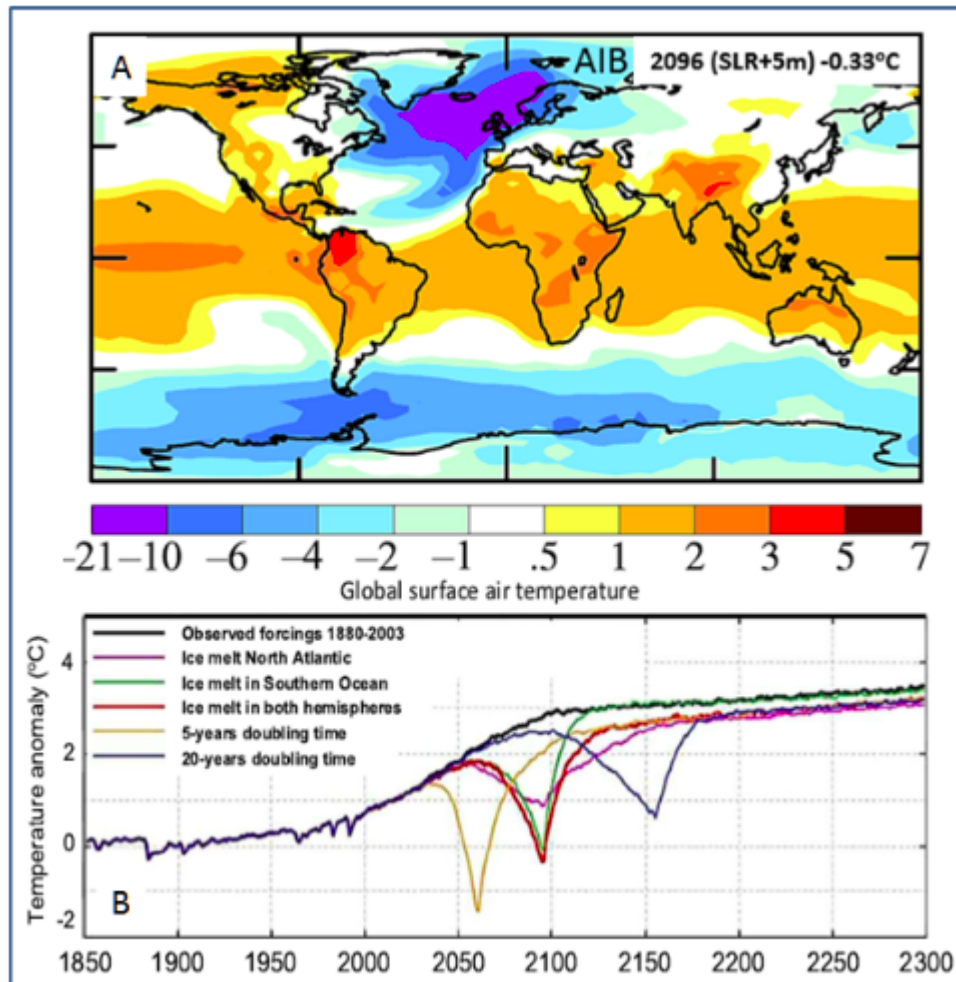 A
AIB
2096 (SLR+5m) -0.33°C
-21 -10 -6 -4 -2 -1 .5 1 2 3 5 7
Global surface air temperature
Temperature anomaly (°C)
4
2
0
-2
Observed forcings 1880-2003
Ice melt North Atlantic
Ice melt in Southern Ocean
Ice melt in both hemispheres
5-years doubling time
20-years doubling time
B
1850 1900 1950 2000 2050 2100 2150 2200 2250 2300